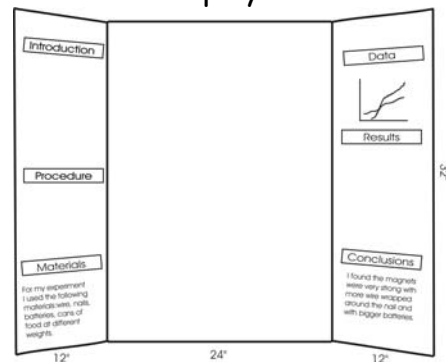 Introduction
Procedure
Materials
For my experiment
I used the following
materials:wire, nails,
batteries, cans of
food at different
weights.
Data
Results
Conclusions
I found the magnets
were very strong with
more wire wrapped
around the nail and
with bigger batteries.
12"
24"
12"
32"